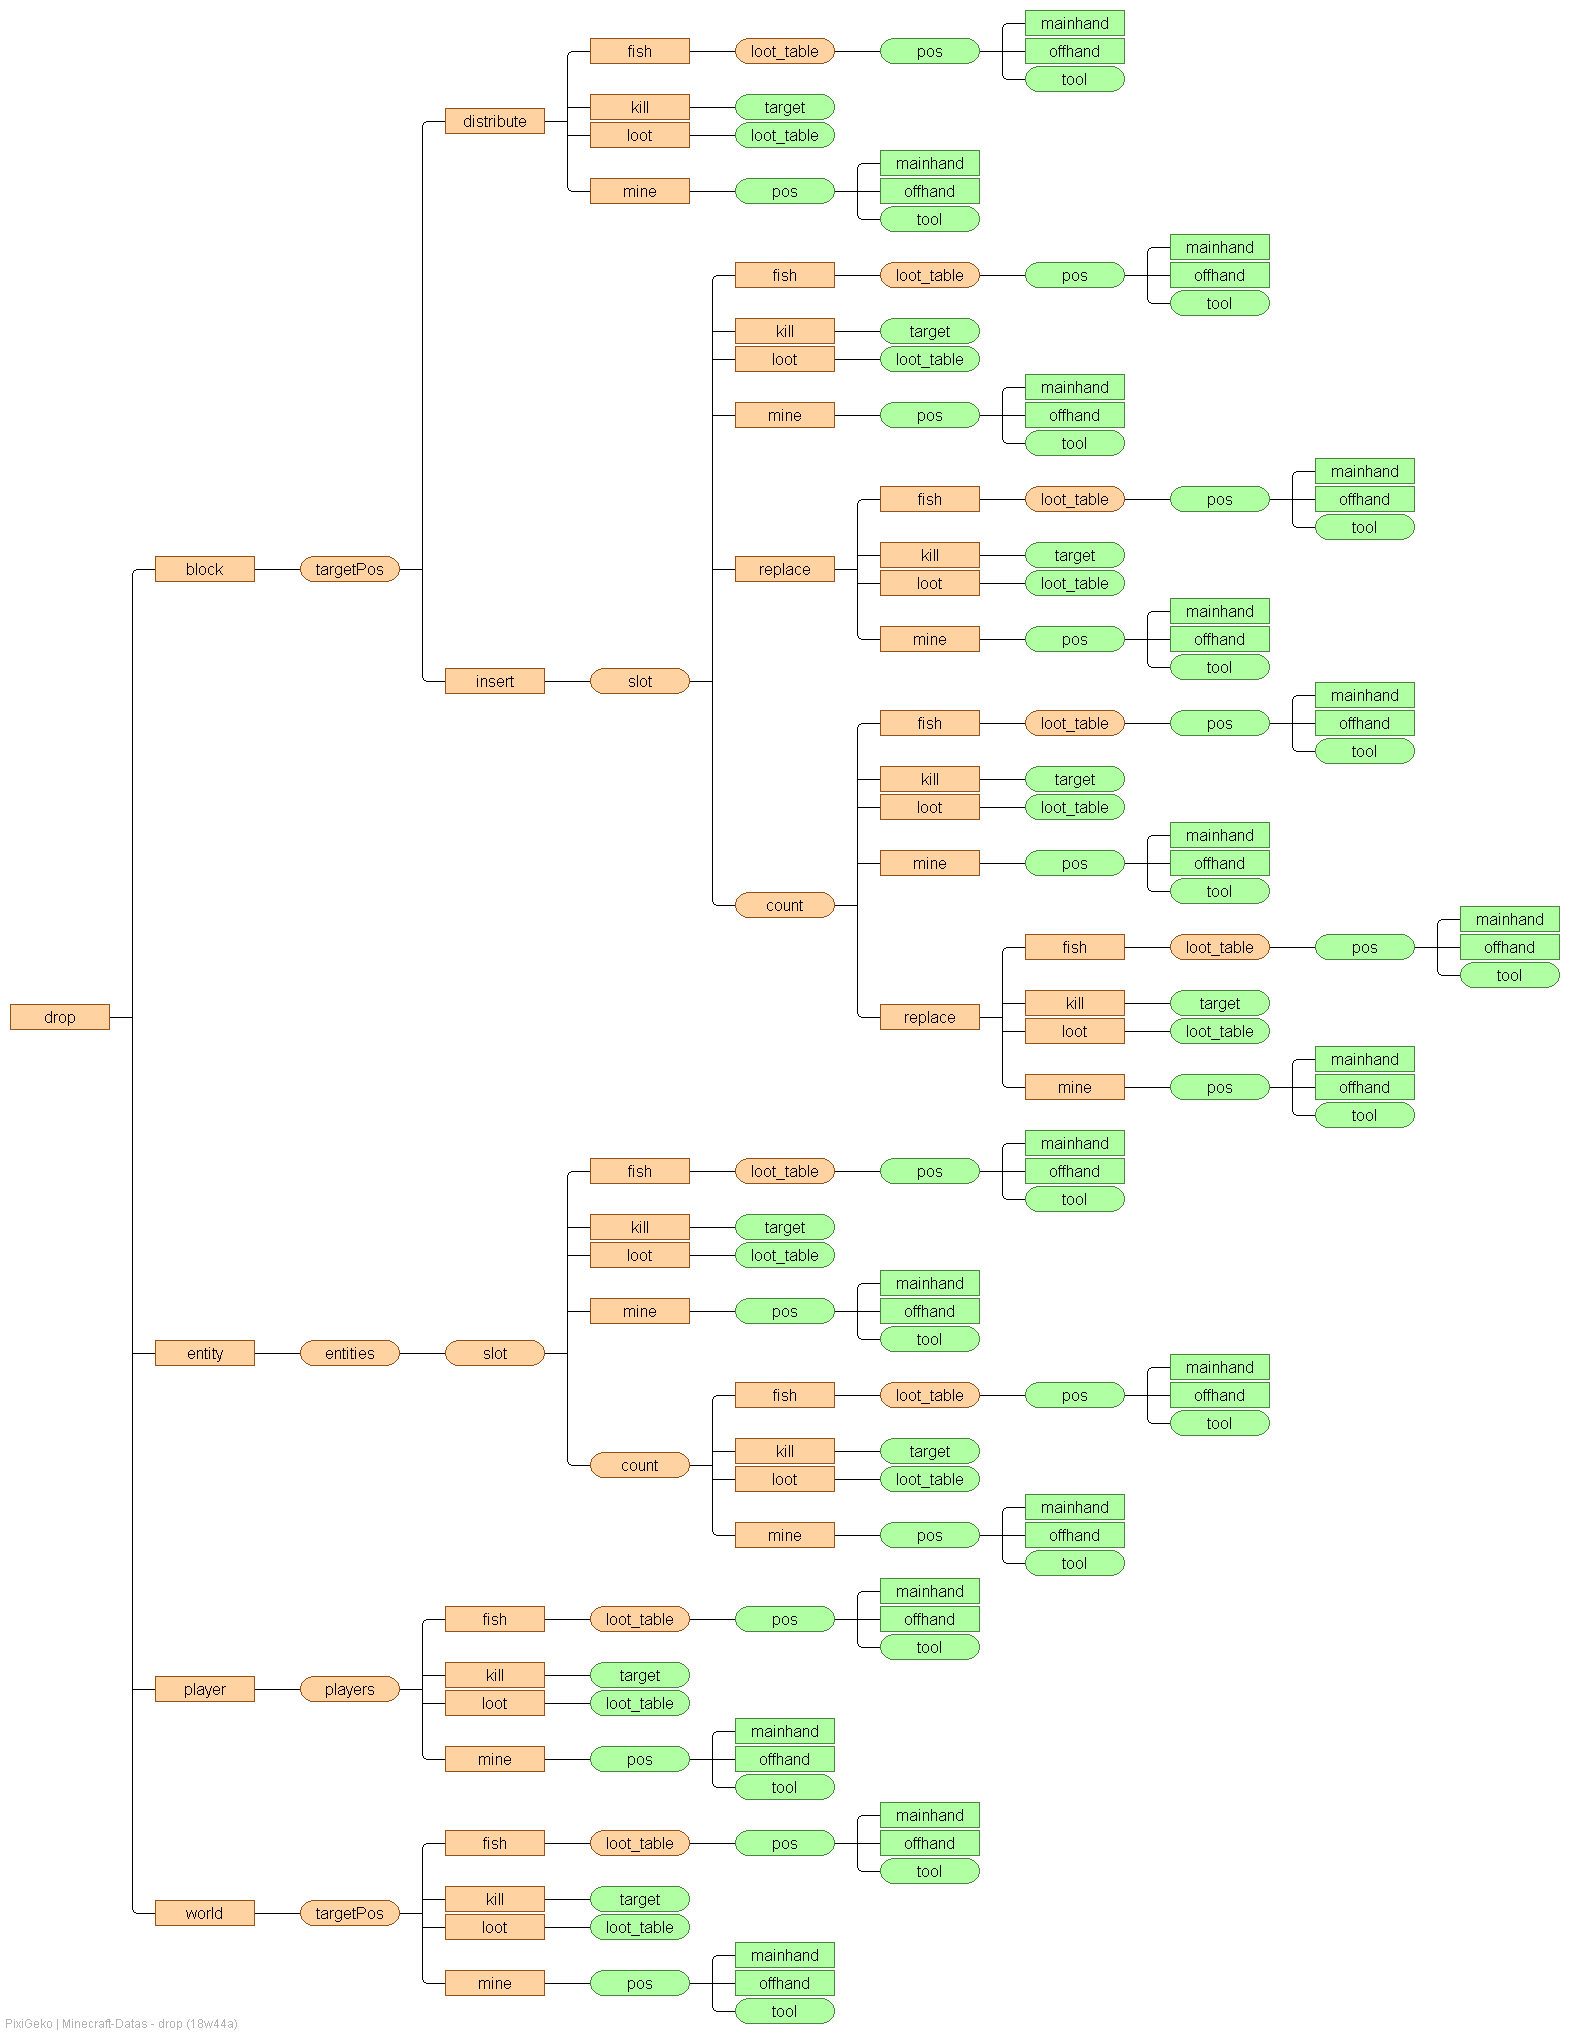 mainhand
fish loot_table pos offhand
tool
kill target
distribute
loot loot_table
mainhand
mine pos offhand
tool
mainhand
fish loot_table pos offhand
tool
kill target
loot loot_table
mainhand
mine pos offhand
tool
mainhand
fish loot_table pos offhand
tool
kill target
block targetPos replace
loot loot_table
mainhand
mine pos offhand
tool
insert slot
mainhand
fish loot_table pos offhand
tool
kill target
loot loot_table
mainhand
mine pos offhand
tool
count
mainhand
fish loot_table pos offhand
tool
kill target
drop replace
loot loot_table
mainhand
mine pos offhand
tool
mainhand
fish loot_table pos offhand
tool
kill target
loot loot_table
mainhand
mine pos offhand
tool
entity entities slot
mainhand
fish loot_table pos offhand
tool
kill target
count
loot loot_table
mainhand
mine pos offhand
tool
mainhand
fish loot_table pos offhand
tool
kill target
player players
loot loot_table
mainhand
mine pos offhand
tool
mainhand
fish loot_table pos offhand
tool
kill target
world targetPos
loot loot_table
mainhand
mine pos offhand
tool
PixiGeko | Minecraft-Datas - drop (18w44a)